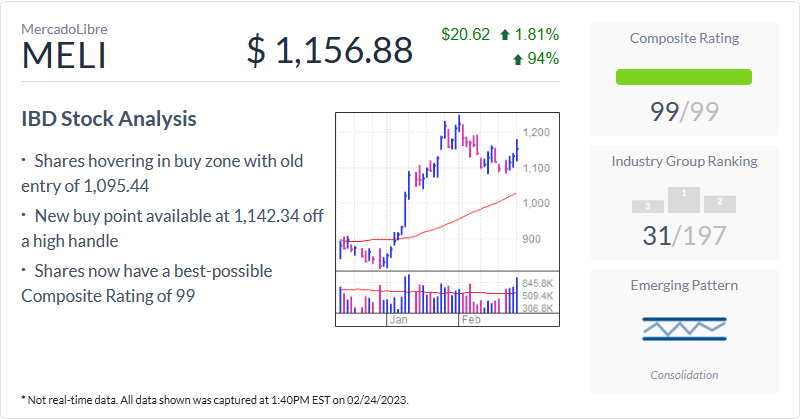 MercadoLibre
MELI
$ 1,156.88
$20.62 1.81%
94%
IBD Stock Analysis
· Shares hovering in buy zone with old
entry of 1,095.44
· New buy point available at 1,142.34 off
a high handle
· Shares now have a best-possible
Composite Rating of 99
1,200
1,100
1,000
900
845.8K
509.4K
306.8K
Jan
Feb
Composite Rating
99/99
Industry Group Ranking
3
1
2
31/197
Emerging Pattern
Consolidation
* Not real-time data. All data shown was captured at 1:40PM EST on 02/24/2023.